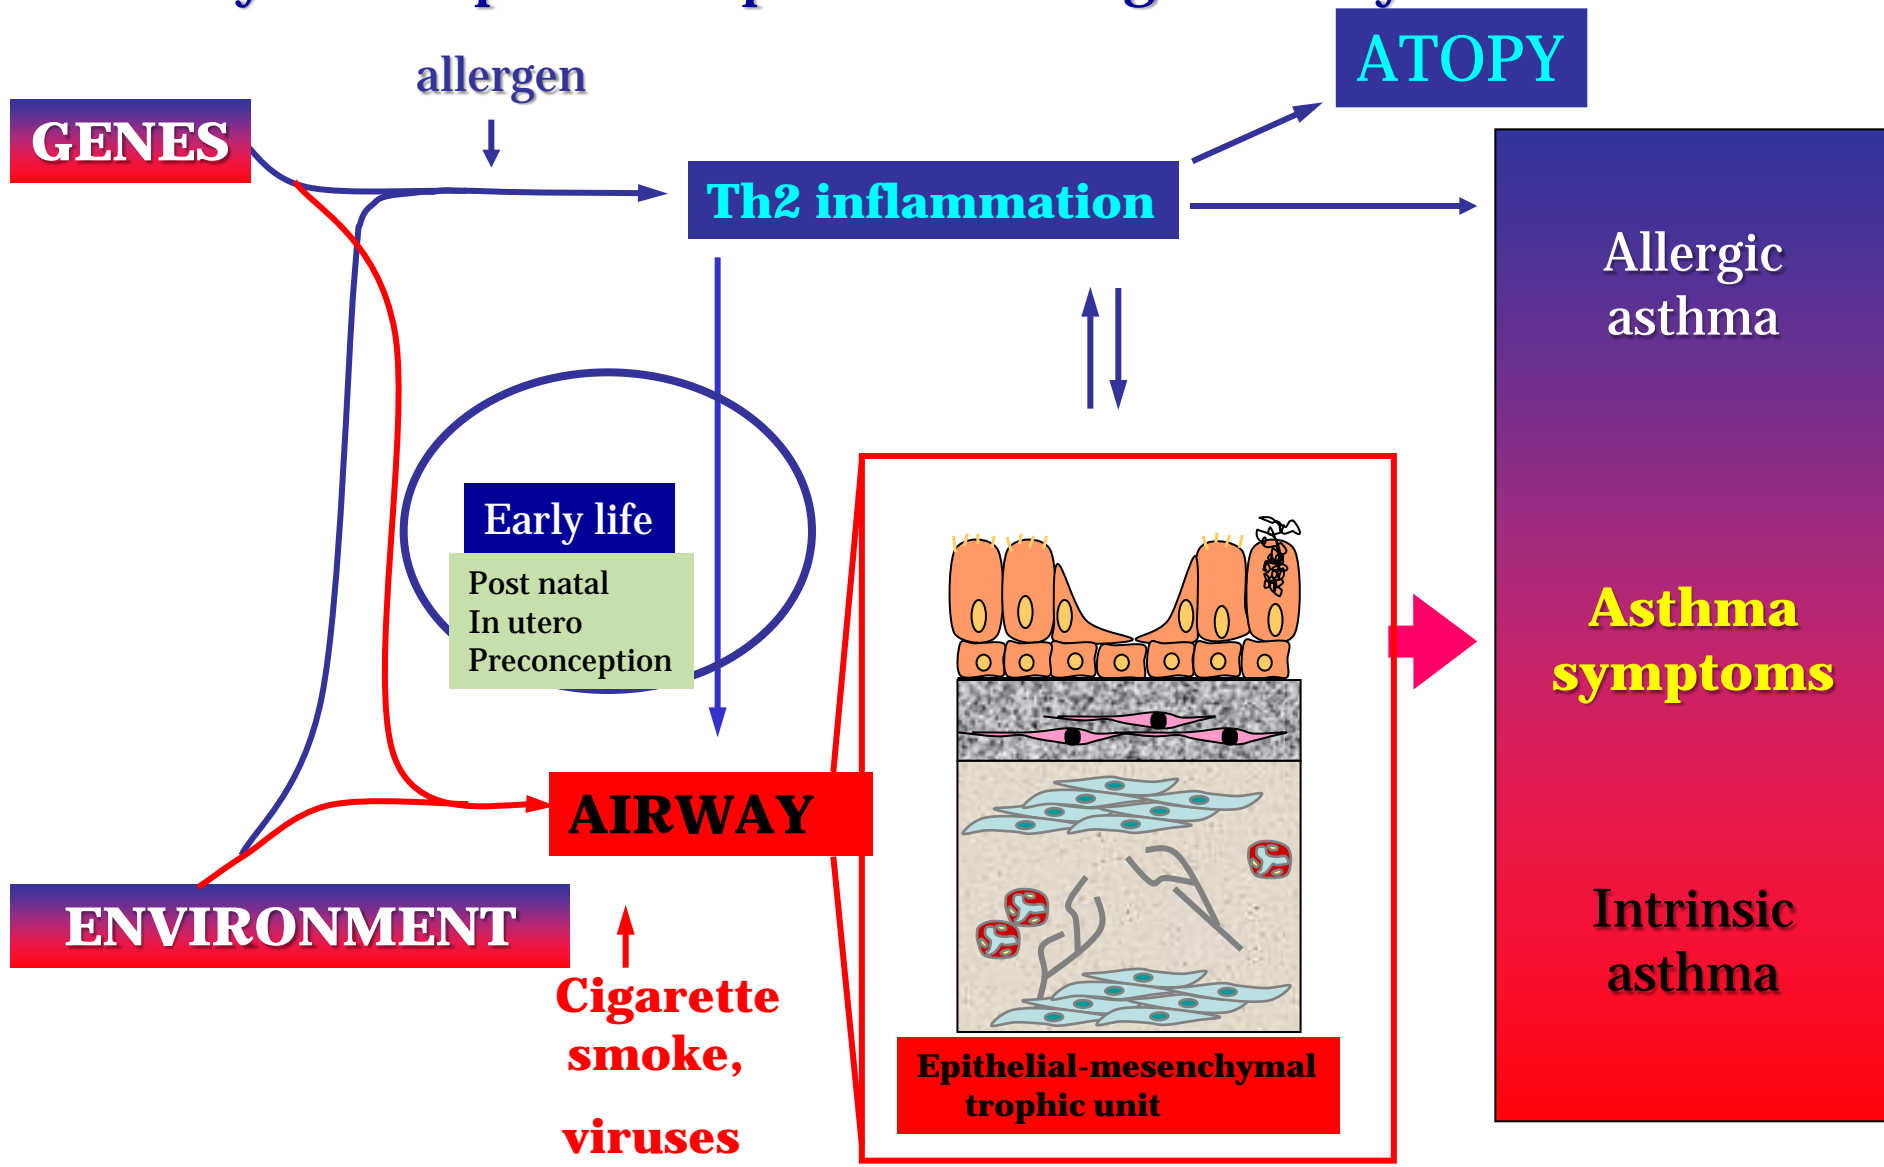 ATOPY
allergen
GENES
Th2 inflammation
Allergic
asthma
Early life
Post natal
In utero
Preconception
Asthma
symptoms
AIRWAY
ENVIRONMENT
Intrinsic
asthma
Cigarette
smoke,
viruses
Epithelial-mesenchymal
trophic unit